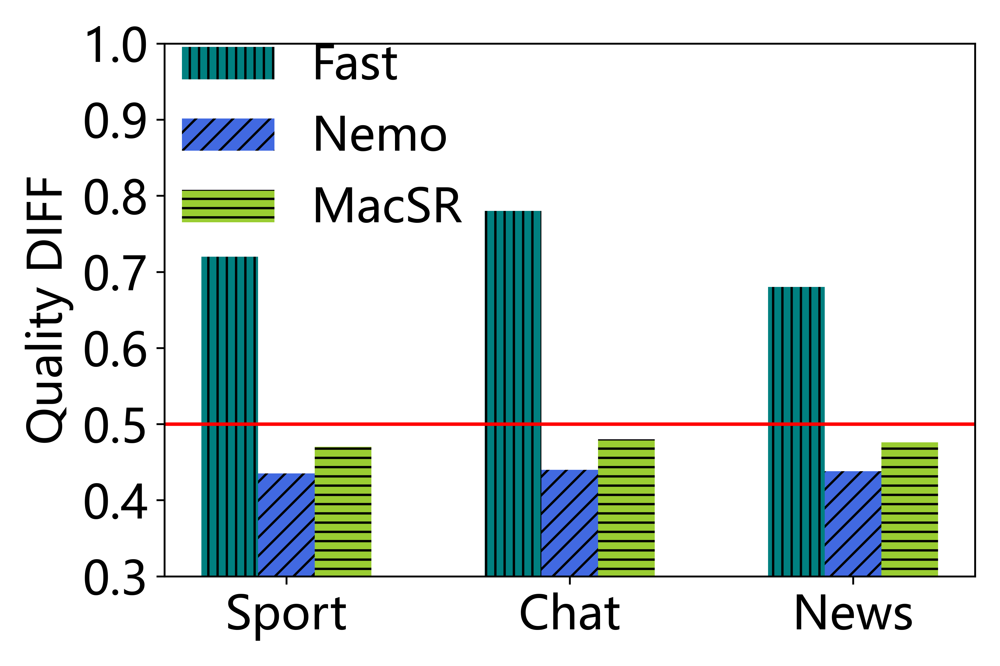 Quality DIFF
1.0
0.9
0.8
0.7
0.6
0.5
0.4
0.3
Fast
Nemo
MacSR
Sport
Chat
News